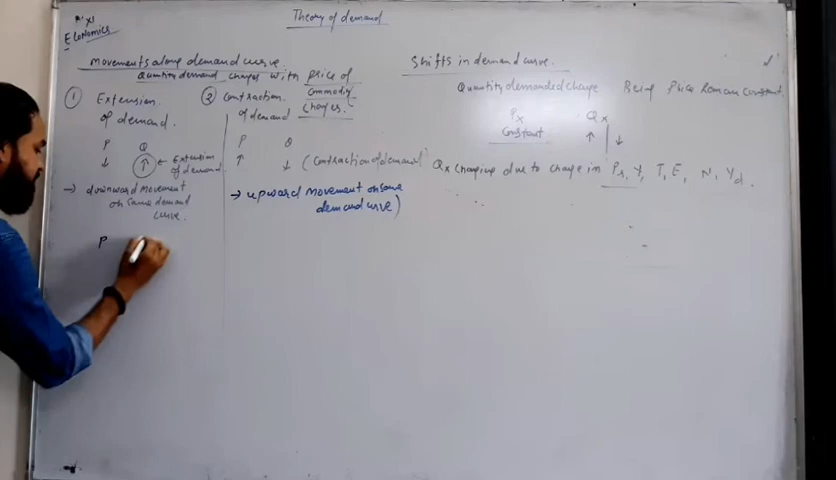 Theory of demand
Economics
Movements along demand curve
Quantity demand changes with price of
commodity
changes.
① Extension
of demand.
P Q
↓ ↑ ← Extension
of demand
→ downward movement
on same demand
curve.
P
② Contraction
of demand
P Q
↑ ↓ (Contraction of demand
→ upward movement on same
demand curve)
Shifts in demand curve.
Quantity demanded change Being Price Remain Constant
Px Qx
Constant ↑ ↓
Qx Changing due to change in Pr, Y, T, E, N, Yd.